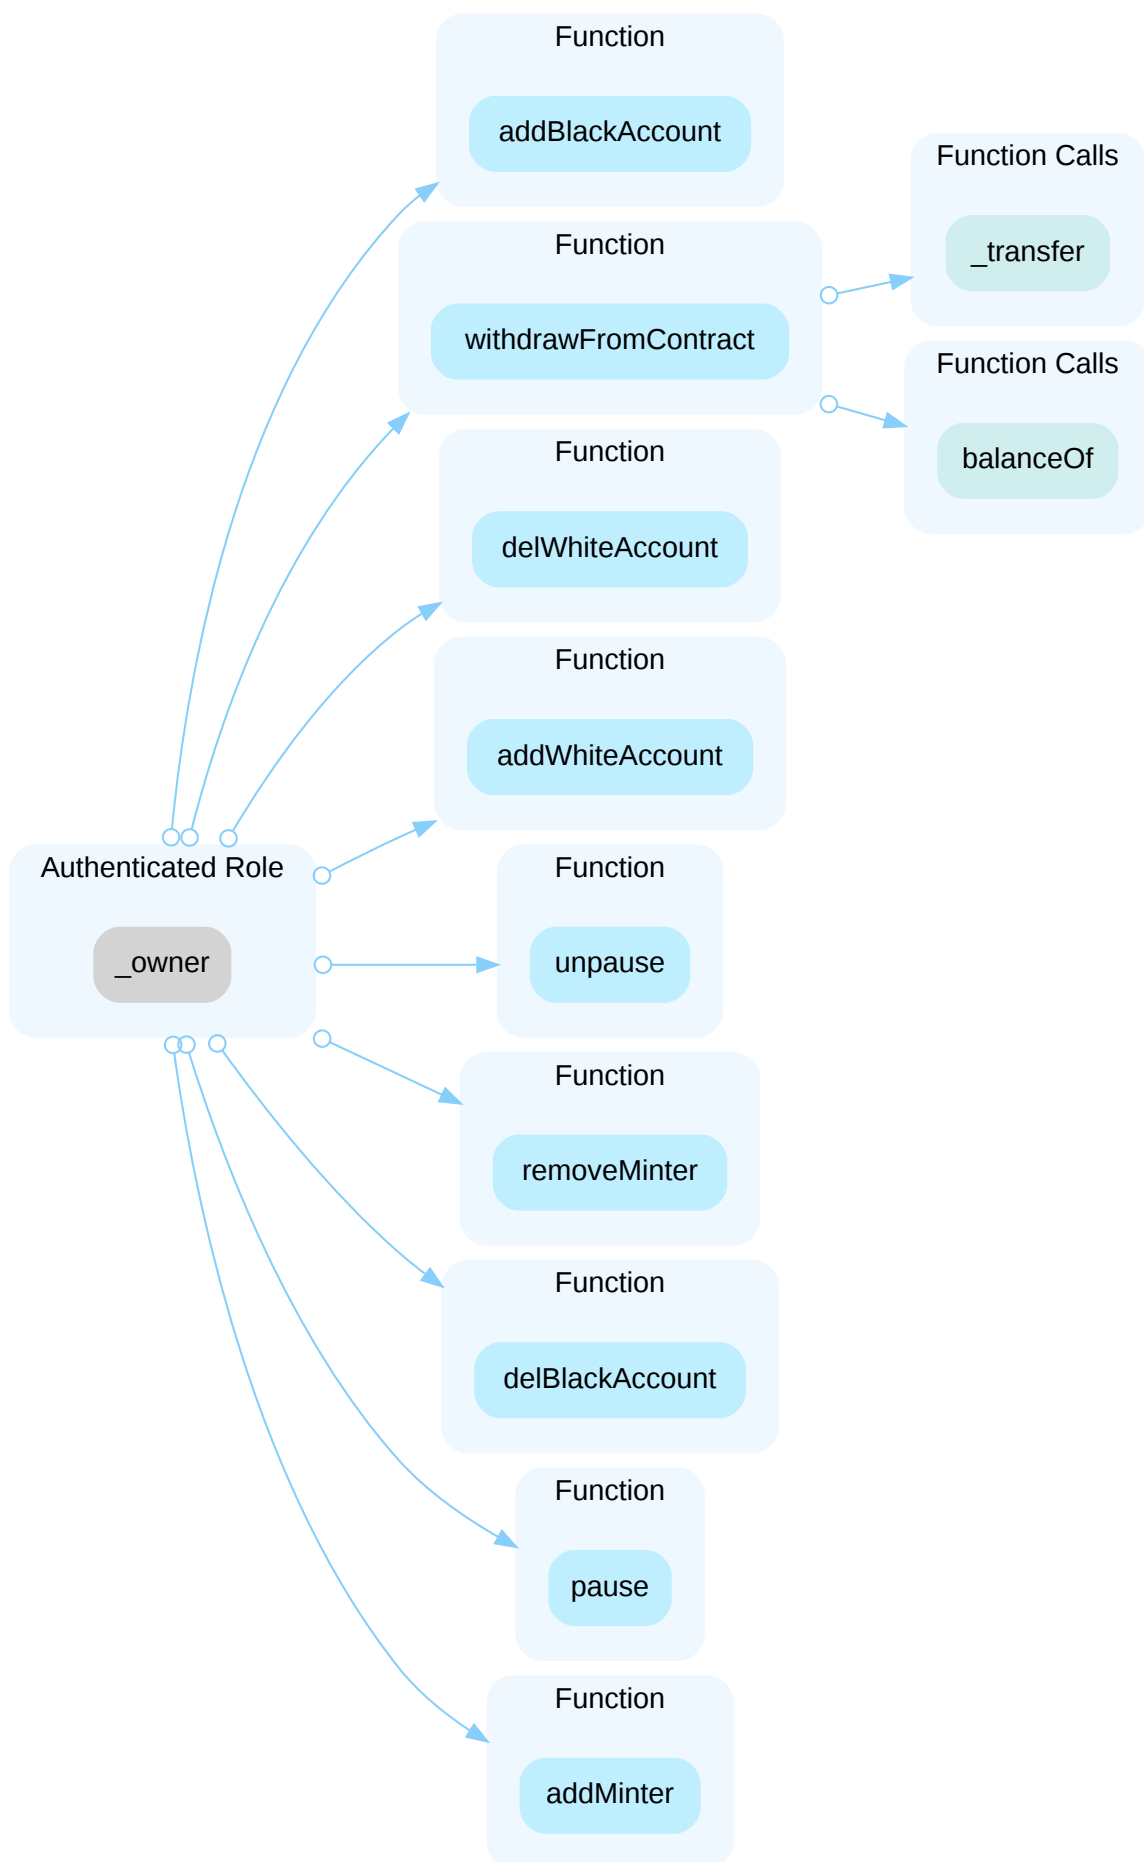 Function
addBlackAccount
Function Calls
_transfer
Function
withdrawFromContract
Function Calls
balanceOf
Function
delWhiteAccount
Function
addWhiteAccount
Authenticated Role
_owner
Function
unpause
Function
removeMinter
Function
delBlackAccount
Function
pause
Function
addMinter